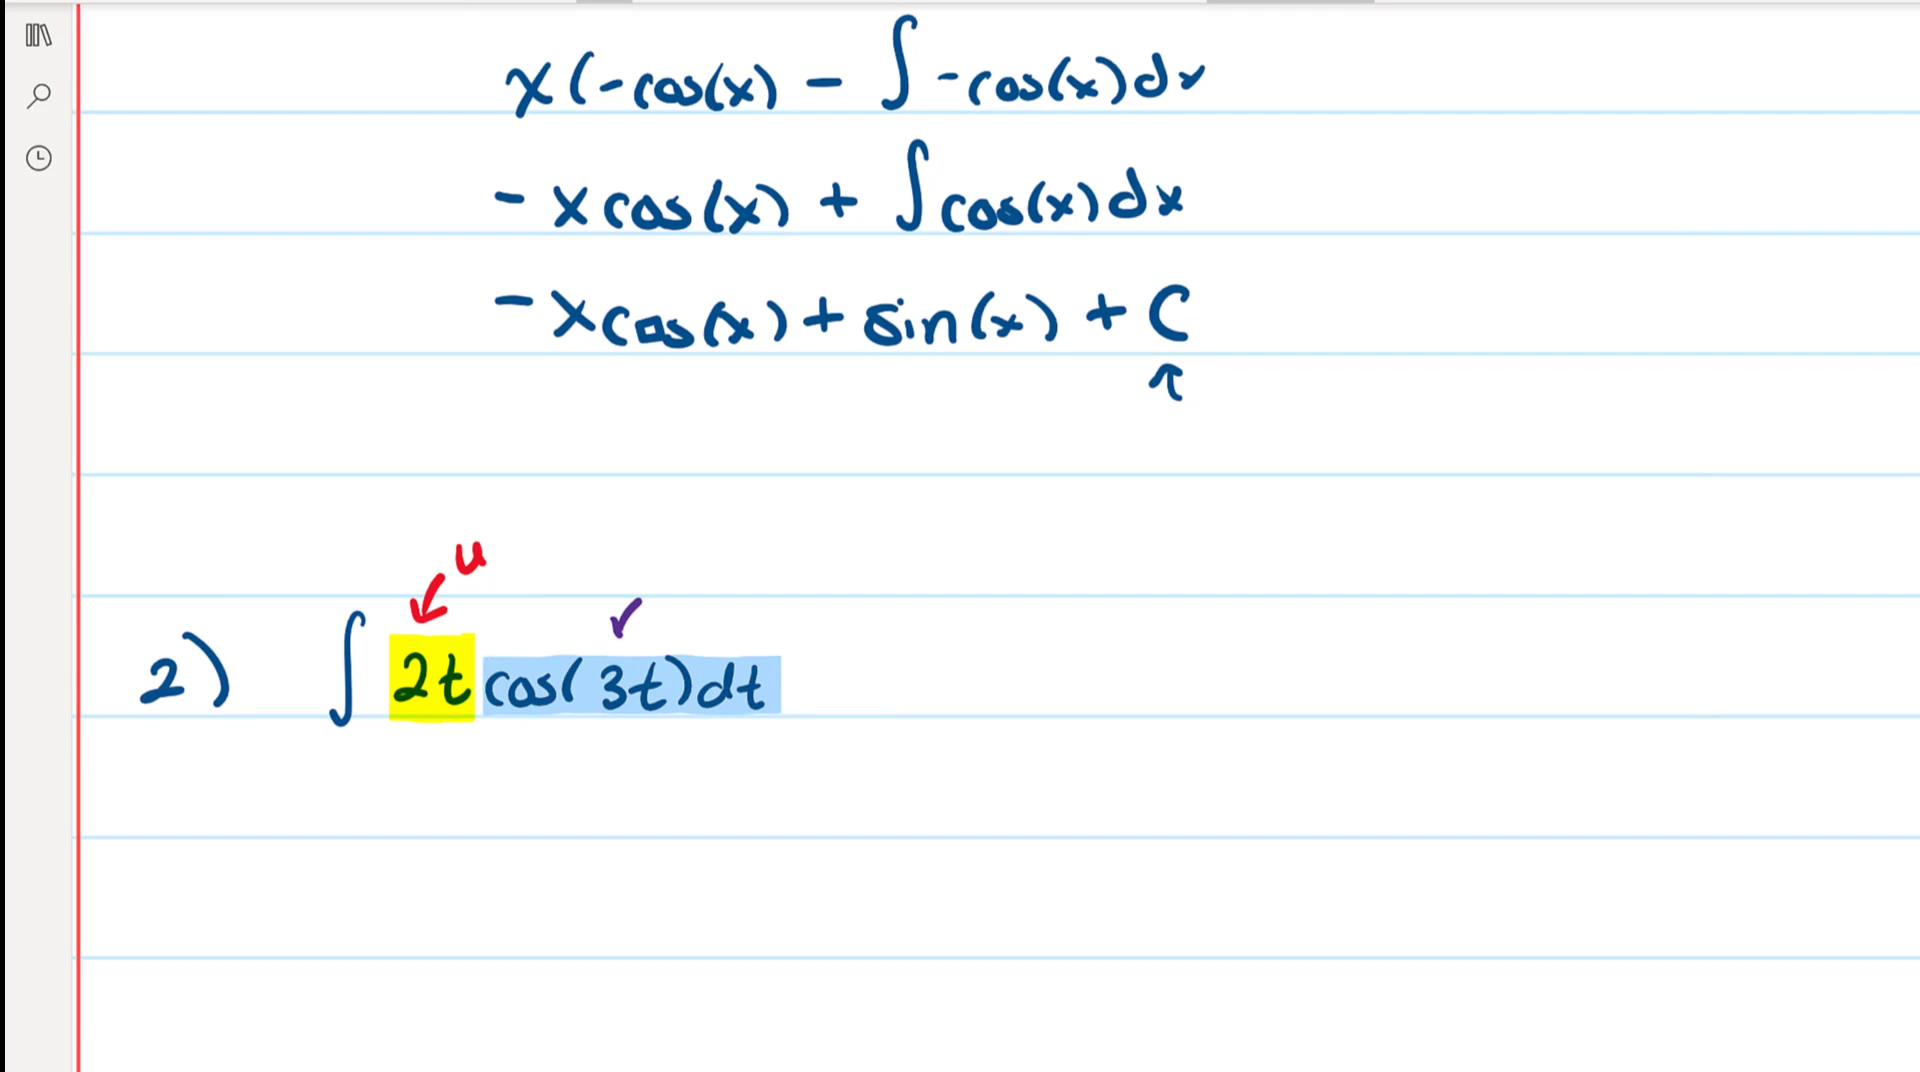 x(-cos(x) - ∫-cos(x)dx
-xcos(x) + ∫cos(x)dx
-xcos(x) + sin(x) + C
↑
u
2) ∫ 2t cos(3t)dt